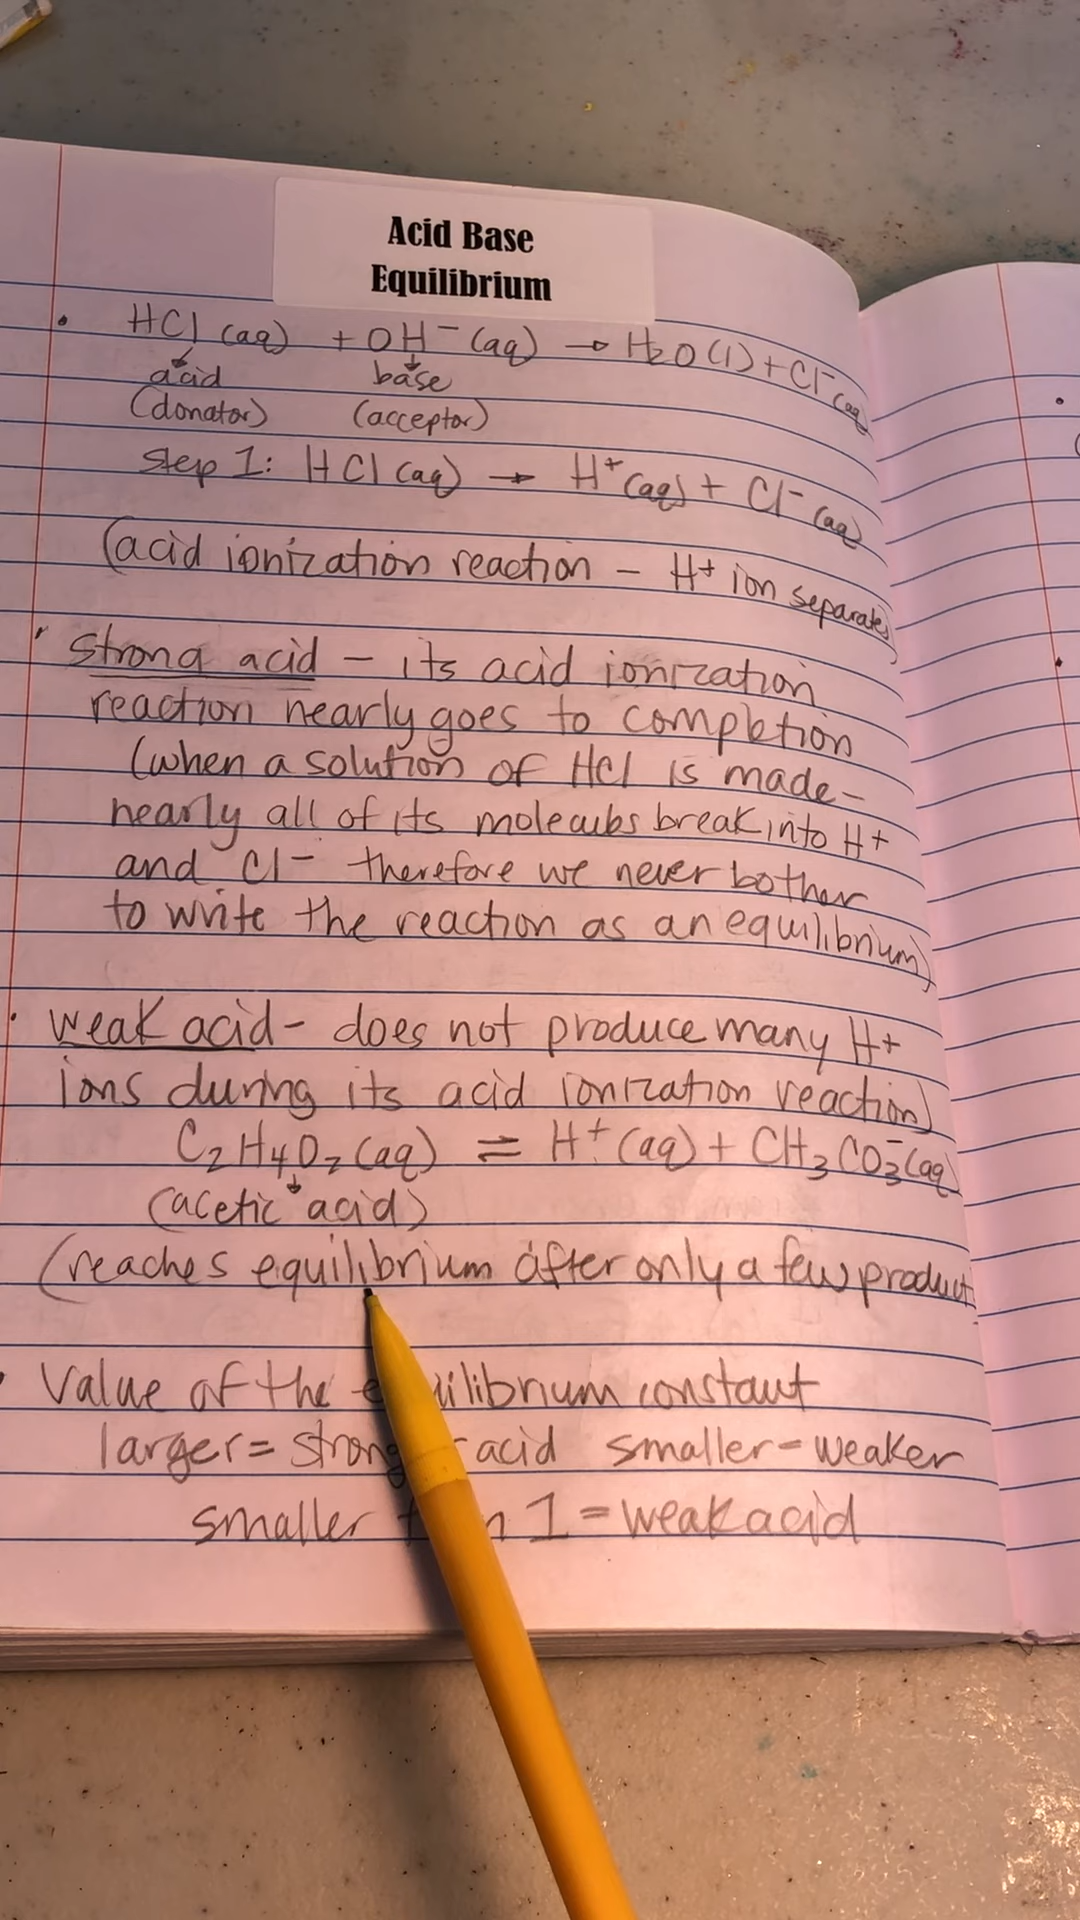 Acid Base
Equilibrium
• HCl (aq) + OH⁻ (aq) → H₂O (l) + Cl⁻ (aq)
acid base
(donator) (acceptor)
Step 1: HCl (aq) → H⁺ (aq) + Cl⁻ (aq)
(acid ionization reaction – H⁺ ion separates
• strong acid – its acid ionization
reaction nearly goes to completion
(when a solution of HCl is made –
nearly all of its molecules break into H+
and Cl⁻ therefore we never bother
to write the reaction as an equilibrium)
• weak acid – does not produce many H+
ions during its acid ionization reaction)
C₂H₄O₂ (aq) ⇌ H⁺ (aq) + CH₃CO₃⁻ (aq)
(acetic acid)
(reaches equilibrium after only a few product
• Value of the equilibrium constant
larger = stronger acid smaller = weaker
smaller 1 = weak acid